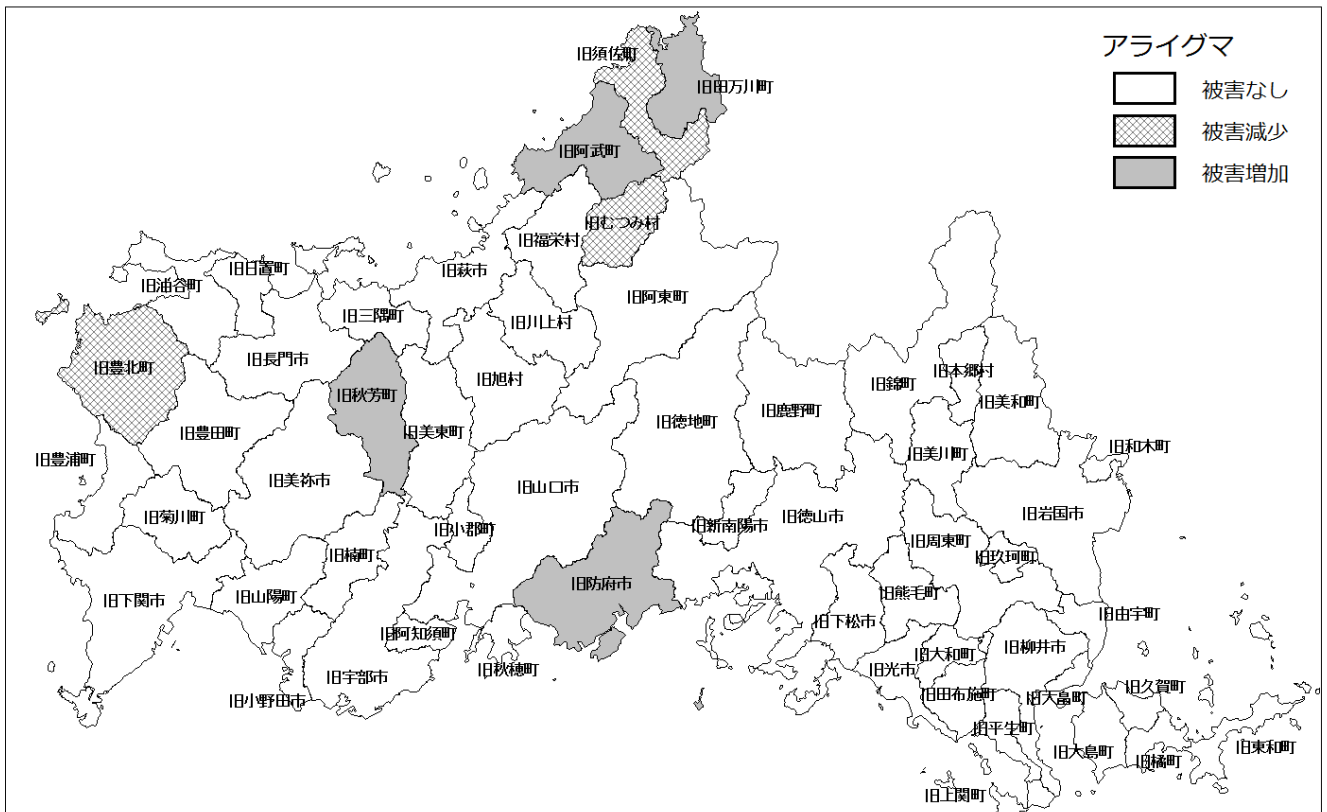 アライグマ
被害なし
被害減少
被害増加
旧須佐町
旧田万川町
旧阿武町
旧むつみ村
旧福栄村
旧萩市
旧日置町
旧油谷町
旧阿東町
旧三隅町
旧川上村
旧長門市
旧豊北町
旧旭村
旧秋芳町
旧錦町
旧本郷村
旧美和町
旧鹿野町
旧徳地町
旧豊田町
旧美東町
旧美川町
旧和木町
旧豊浦町
旧美祢市
旧山口市
旧菊川町
旧岩国市
旧徳山市
旧新南陽市
旧小郡町
旧周東町
旧楠町
旧玖珂町
旧防府市
旧熊毛町
旧下関市
旧山陽町
旧由宇町
旧下松市
旧阿知須町
旧柳井市
旧大和町
旧光市
旧秋穂町
旧宇部市
旧小野田市
旧田布施町
旧大畠町
旧久賀町
旧平生町
旧大島町
旧橘町
旧東和町
旧上関町